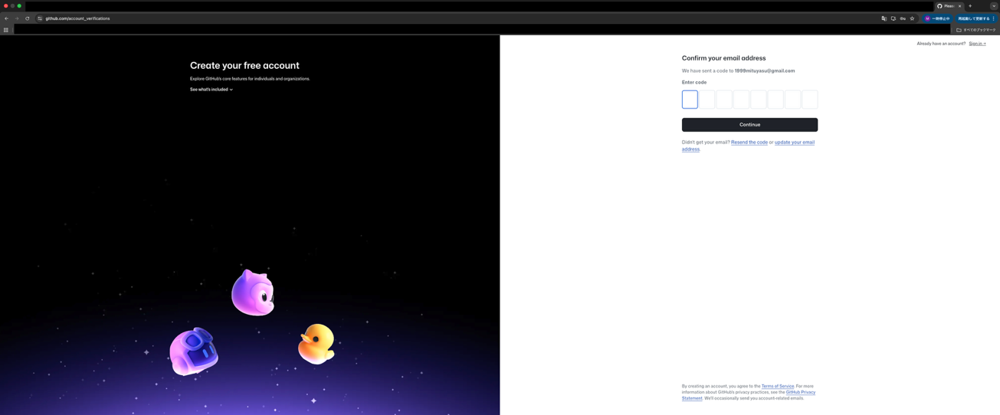 Pleas
github.com/account_verifications
M 一時停止中
再起動して更新する
すべてのブックマーク
Create your free account
Explore GitHub's core features for individuals and organizations.
See what's included
Already have an account? Sign in →
Confirm your email address
We have sent a code to 1999mituyasu@gmail.com
Enter code
Continue
Didn't get your email? Resend the code or update your email
address.
By creating an account, you agree to the Terms of Service. For more
information about GitHub's privacy practices, see the GitHub Privacy
Statement. We'll occasionally send you account-related emails.